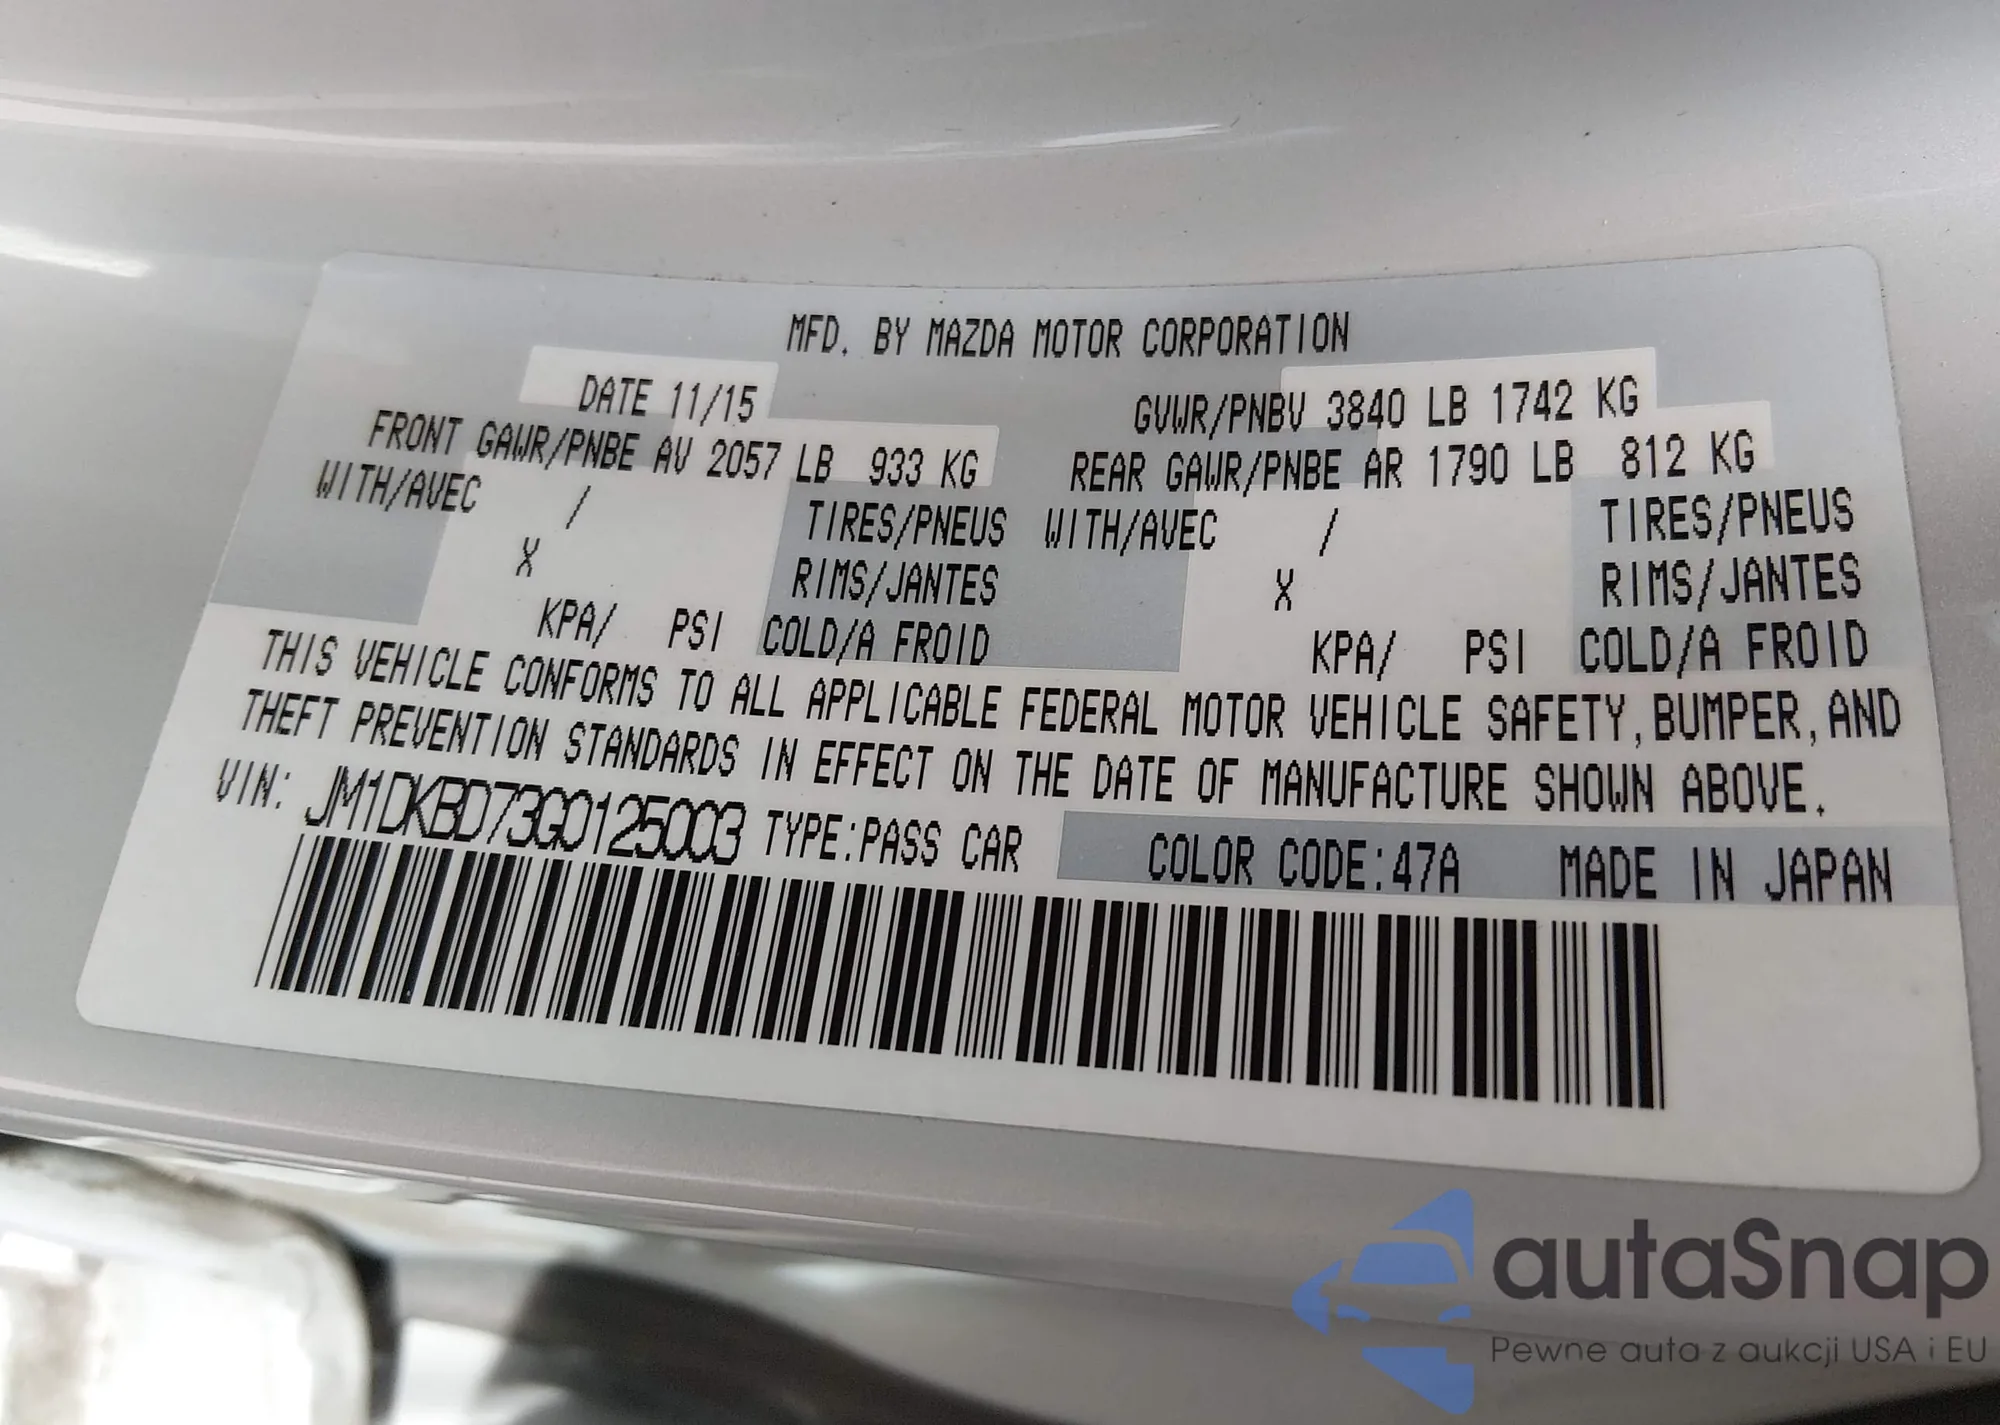 MFD. BY MAZDA MOTOR CORPORATION
DATE 11/15 GVWR/PNBV 3840 LB 1742 KG
FRONT GAWR/PNBE AV 2057 LB 933 KG REAR GAWR/PNBE AR 1790 LB 812 KG
WITH/AVEC / TIRES/PNEUS WITH/AVEC / TIRES/PNEUS
X RIMS/JANTES X RIMS/JANTES
KPA/ PSI COLD/A FROID KPA/ PSI COLD/A FROID
THIS VEHICLE CONFORMS TO ALL APPLICABLE FEDERAL MOTOR VEHICLE SAFETY, BUMPER, AND
THEFT PREVENTION STANDARDS IN EFFECT ON THE DATE OF MANUFACTURE SHOWN ABOVE.
VIN: JM1DKBD73G0125003 TYPE:PASS CAR COLOR CODE:47A MADE IN JAPAN
autaSnap
Pewne auta z aukcji USA i EU